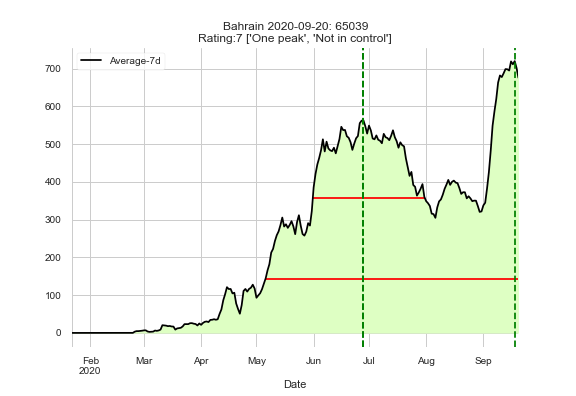 Bahrain 2020-09-20: 65039
Rating:7 ['One peak', 'Not in control']
Average-7d
700
600
500
400
300
200
100
0
Feb Mar Apr May Jun Jul Aug Sep
2020
Date